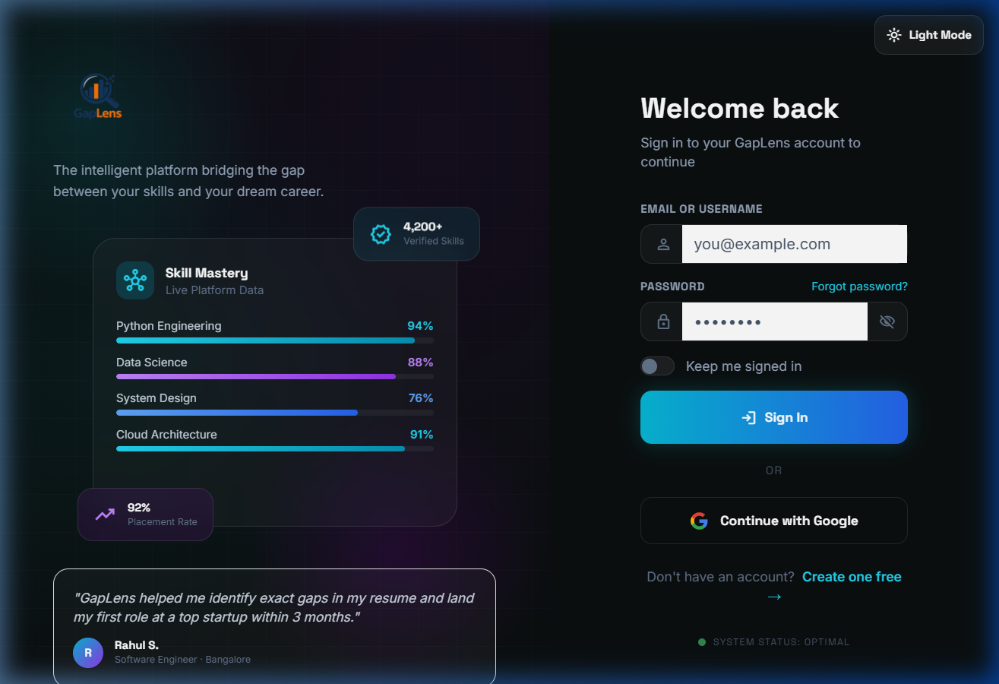 Light Mode
GapLens
The intelligent platform bridging the gap
between your skills and your dream career.
4,200+
Verified Skills
Skill Mastery
Live Platform Data
Python Engineering 94%
Data Science 88%
System Design 76%
Cloud Architecture 91%
92%
Placement Rate
"GapLens helped me identify exact gaps in my resume and land
my first role at a top startup within 3 months."
R
Rahul S.
Software Engineer · Bangalore
Welcome back
Sign in to your GapLens account to
continue
EMAIL OR USERNAME
you@example.com
PASSWORD Forgot password?
••••••••
Keep me signed in
Sign In
OR
Continue with Google
Don't have an account? Create one free
→
SYSTEM STATUS: OPTIMAL